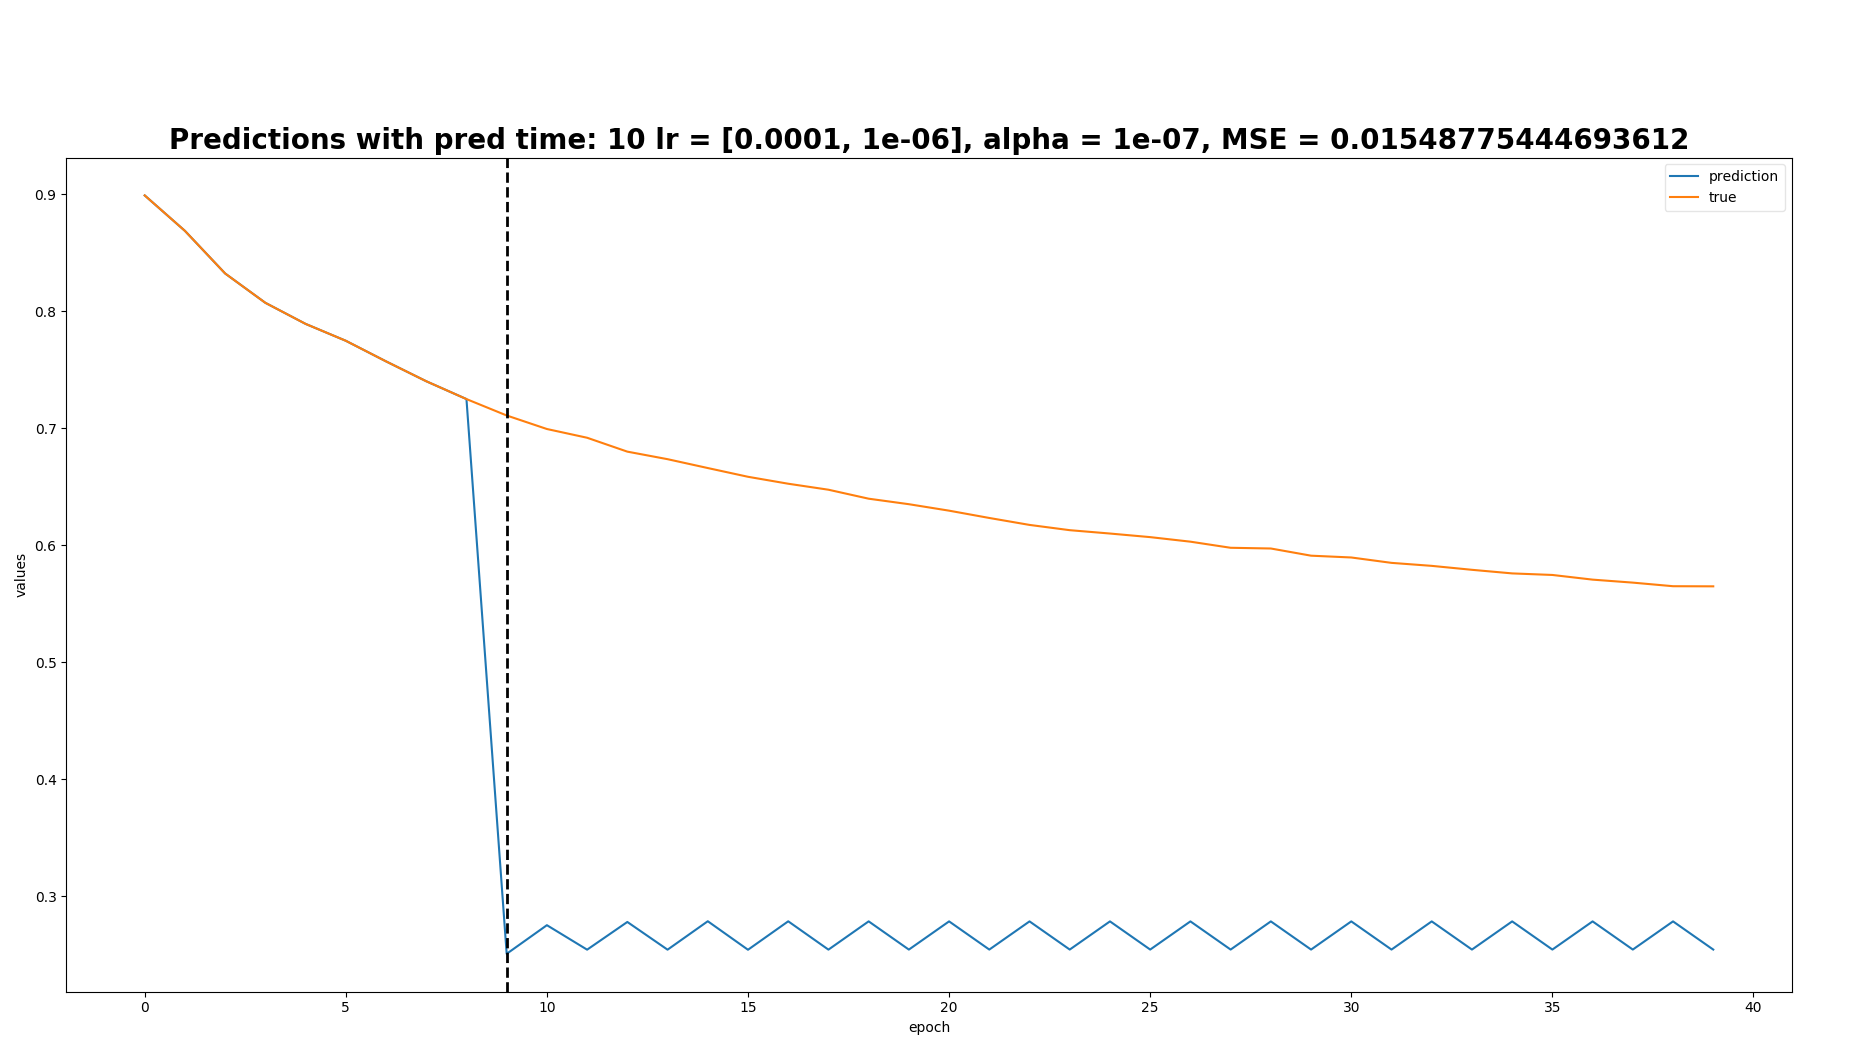 Predictions with pred time: 10 lr = [0.0001, 1e-06], alpha = 1e-07, MSE = 0.01548775444693612
prediction
true
0.9
0.8
0.7
0.6
0.5
0.4
0.3
values
0 5 10 15 20 25 30 35 40
epoch